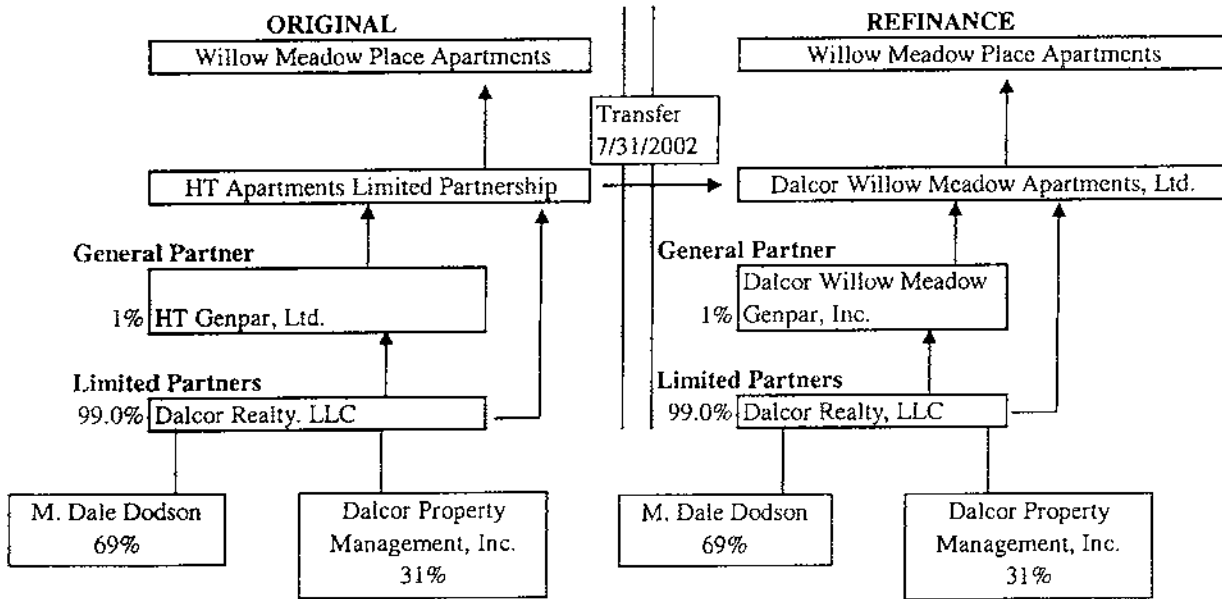 ORIGINAL
Willow Meadow Place Apartments
HT Apartments Limited Partnership
General Partner
1% HT Genpar, Ltd.
Limited Partners
99.0% Dalcor Realty. LLC
M. Dale Dodson
69%
Dalcor Property
Management, Inc.
31%
Transfer
7/31/2002
REFINANCE
Willow Meadow Place Apartments
Dalcor Willow Meadow Apartments, Ltd.
General Partner
Dalcor Willow Meadow
1% Genpar, Inc.
Limited Partners
99.0% Dalcor Realty, LLC
M. Dale Dodson
69%
Dalcor Property
Management, Inc.
31%